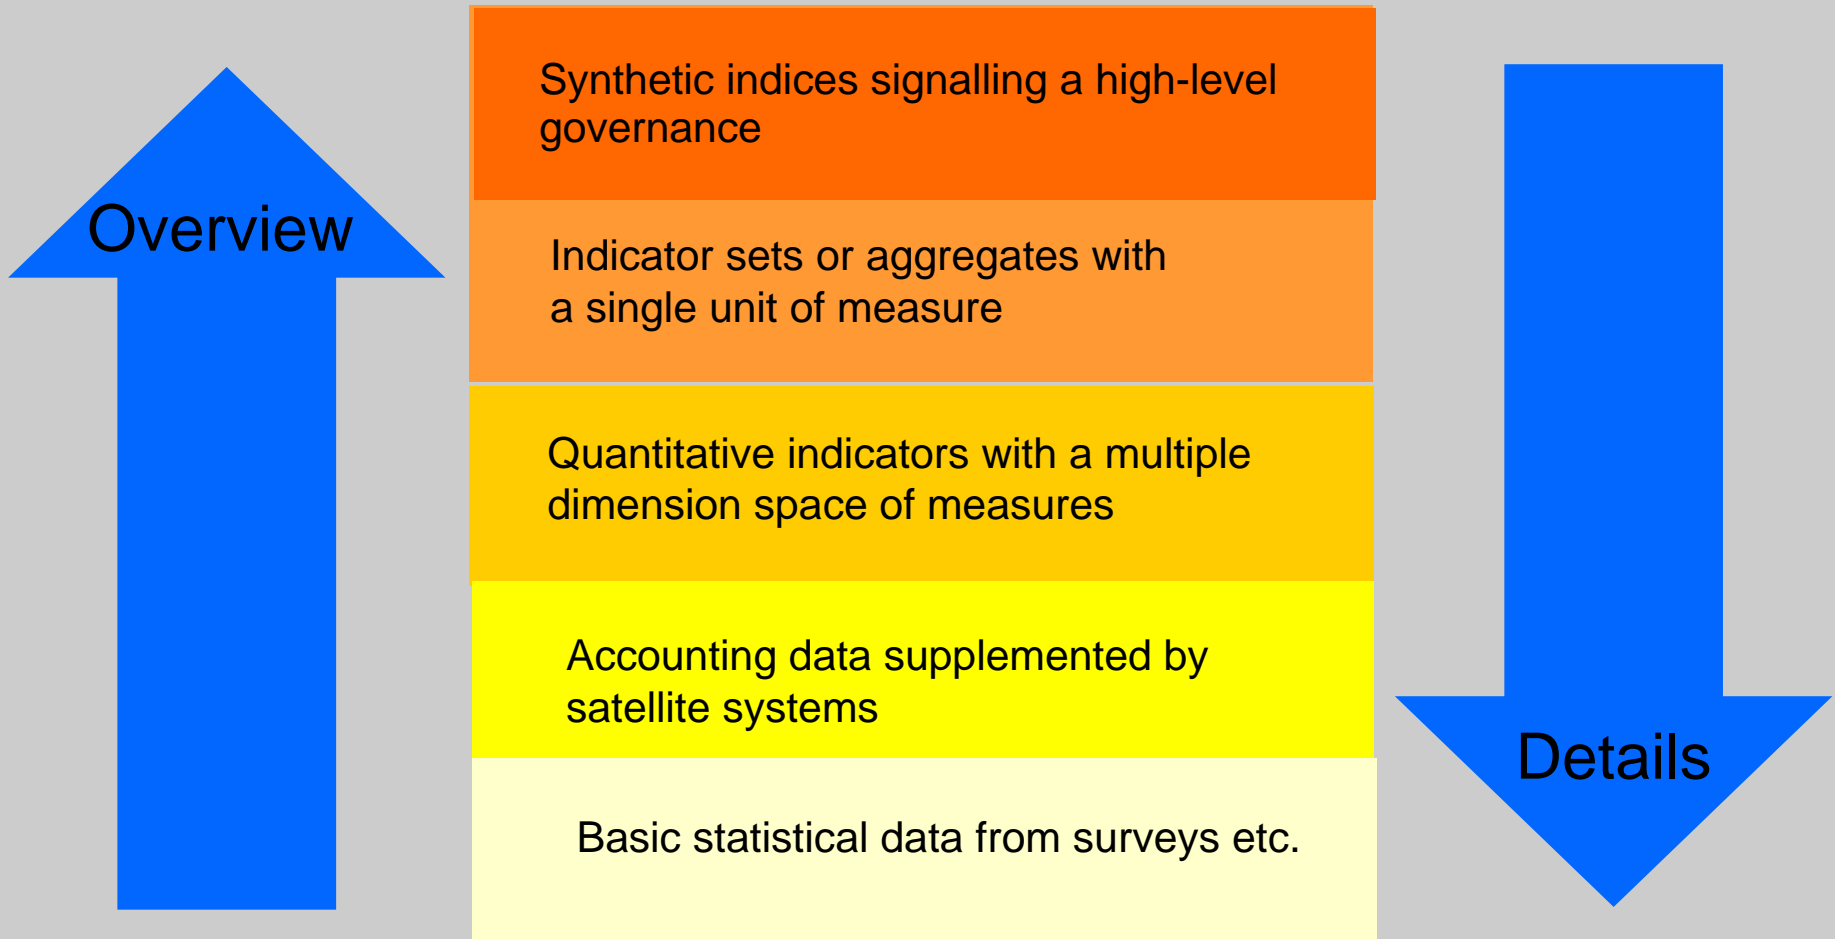 Synthetic indices signalling a high-level
governance
Overview
Indicator sets or aggregates with
a single unit of measure
Quantitative indicators with a multiple
dimension space of measures
Accounting data supplemented by
satellite systems
Details
Basic statistical data from surveys etc.